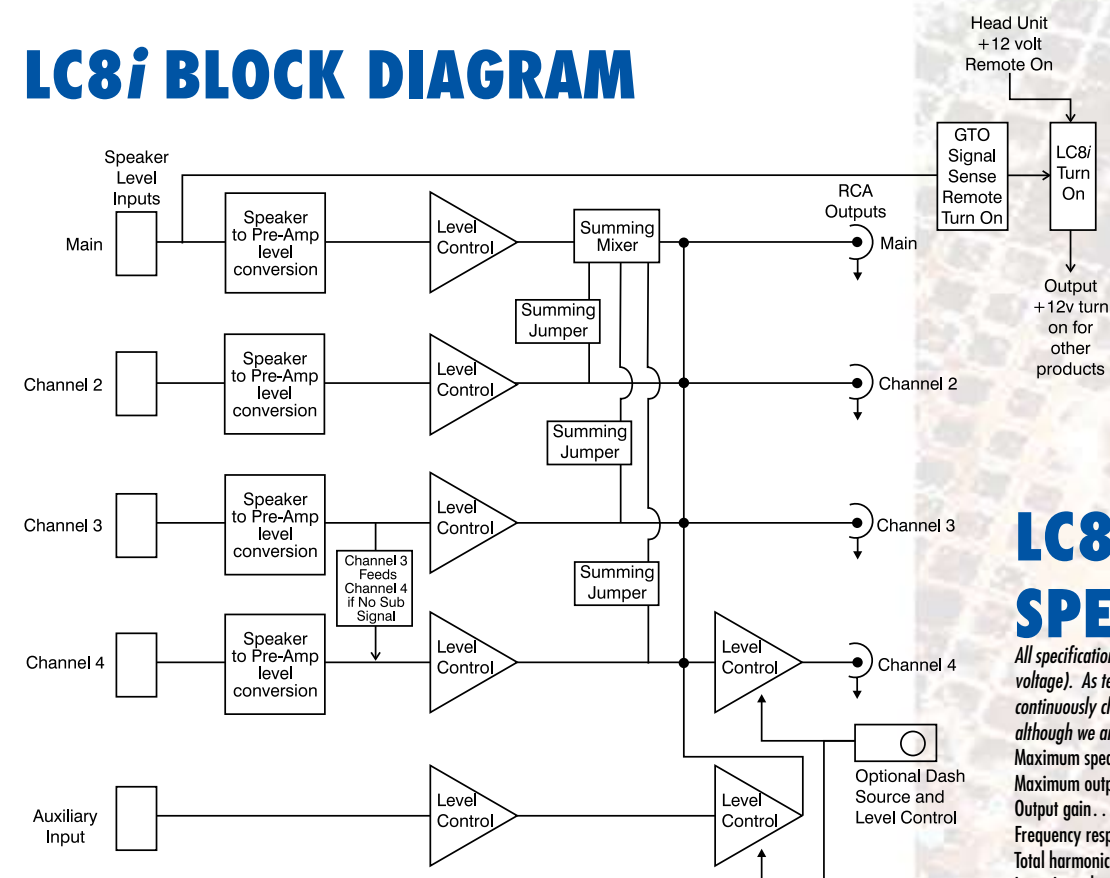 LC8i BLOCK DIAGRAM
Head Unit
+12 volt
Remote On
GTO
Signal
Sense
Remote
Turn On
LC8i
Turn
On
Output
+12v turn
on for
other
products
Speaker
Level
Inputs
RCA
Outputs
Main
Speaker
to Pre-Amp
level
conversion
Level
Control
Summing
Mixer
Main
Summing
Jumper
Channel 2
Speaker
to Pre-Amp
level
conversion
Level
Control
Channel 2
Summing
Jumper
Channel 3
Speaker
to Pre-Amp
level
conversion
Level
Control
Channel 3
Channel 3
Feeds
Channel 4
if No Sub
Signal
Summing
Jumper
Channel 4
Speaker
to Pre-Amp
level
conversion
Level
Control
Level
Control
Channel 4
Optional Dash
Source and
Level Control
Auxiliary
Input
Level
Control
Level
Control
LC8
SPE
All specification
voltage). As te
continuously ch
although we ar
Maximum spea
Maximum outp
Output gain. .
Frequency resp
Total harmonic